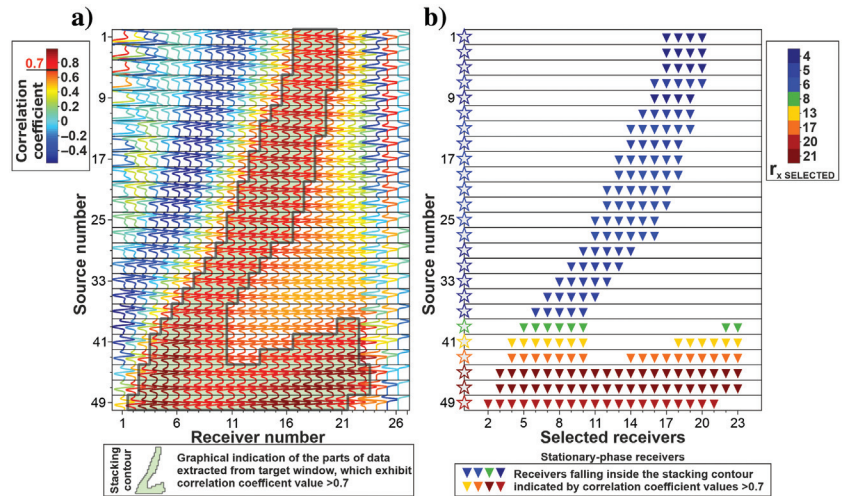 a)
b)
0.7
Correlation
coefficient
0.8
0.6
0.4
0.2
0
−0.2
−0.4
Source number
1
9
17
25
33
41
49
1 6 11 16 21 26
Receiver number
Source number
1
9
17
25
33
41
49
2 5 8 11 14 17 20 23
Selected receivers
4
5
6
8
13
17
20
21
rx SELECTED
Stacking
contour
Graphical indication of the parts of data
extracted from target window, which exhibit
correlation coefficent value >0.7
Stationary-phase receivers
Receivers falling inside the stacking contour
indicated by correlation coefficient values >0.7